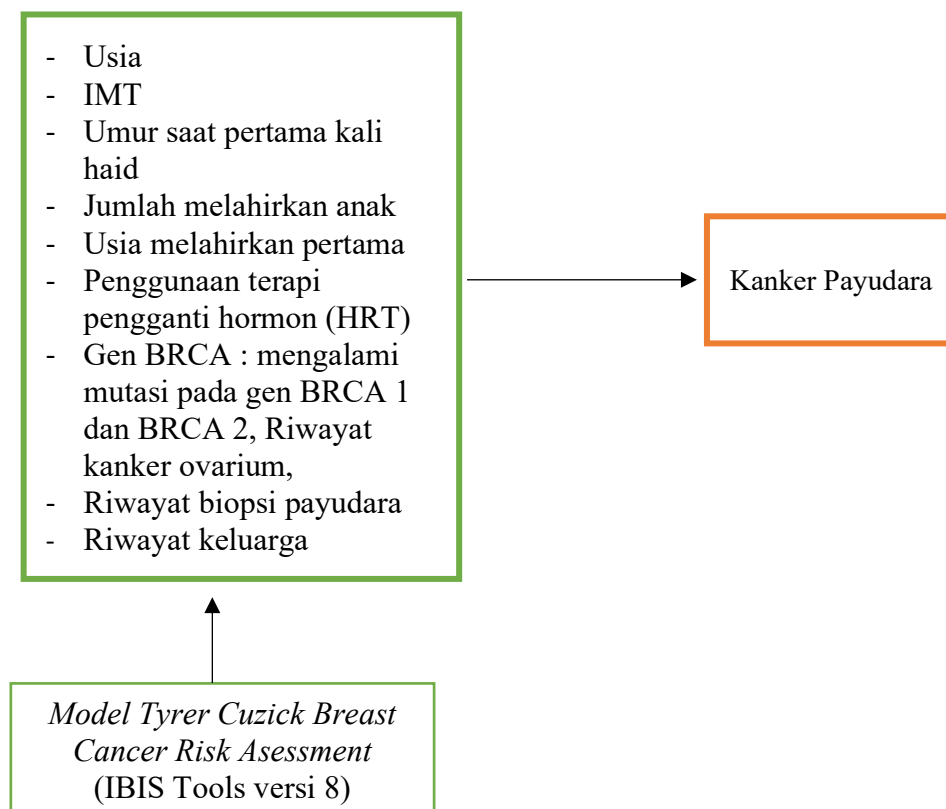 - Usia
- IMT
- Umur saat pertama kali
haid
- Jumlah melahirkan anak
- Usia melahirkan pertama
- Penggunaan terapi
pengganti hormon (HRT)
- Gen BRCA : mengalami
mutasi pada gen BRCA 1
dan BRCA 2, Riwayat
kanker ovarium,
- Riwayat biopsi payudara
- Riwayat keluarga
Kanker Payudara
Model Tyrer Cuzick Breast
Cancer Risk Asessment
(IBIS Tools versi 8)